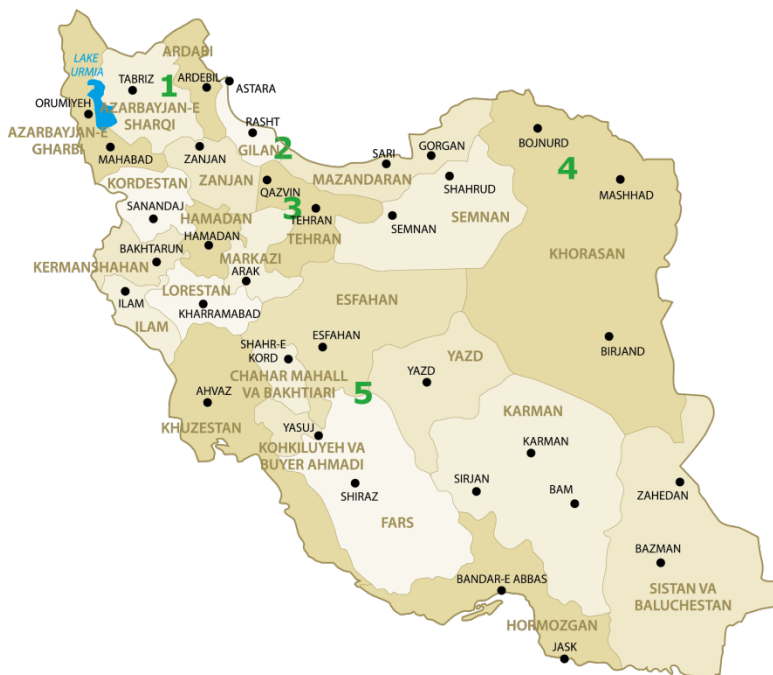 ARDABI
LAKE
URMIA
TABRIZ
1
ARDEBIL
ASTARA
ORUMIYEH
AZARBAYJAN-E
SHARQI
RASHT
AZARBAYJAN-E
GHARBI
MAHABAD
ZANJAN
GILAN
2
SARI
GORGAN
BOJNURD
4
MASHHAD
KORDESTAN
ZANJAN
QAZVIN
MAZANDARAN
SHAHRUD
SANANDAJ
HAMADAN
3
TEHRAN
SEMNAN
SEMNAN
HAMADAN
TEHRAN
BAKHTARUN
MARKAZI
KHORASAN
KERMANSHAHAN
ARAK
ILAM
LORESTAN
ESFAHAN
KHARRAMABAD
ILAM
SHAHR-E
KORD
ESFAHAN
BIRJAND
YAZD
CHAHAR MAHALL
VA BAKHTIARI
YAZD
5
AHVAZ
KARMAN
KHUZESTAN
YASUJ
KOHKILUYEH VA
BUYER AHMADI
KARMAN
SHIRAZ
SIRJAN
BAM
ZAHEDAN
FARS
BAZMAN
BANDAR-E ABBAS
SISTAN VA
BALUCHESTAN
HORMOZGAN
JASK